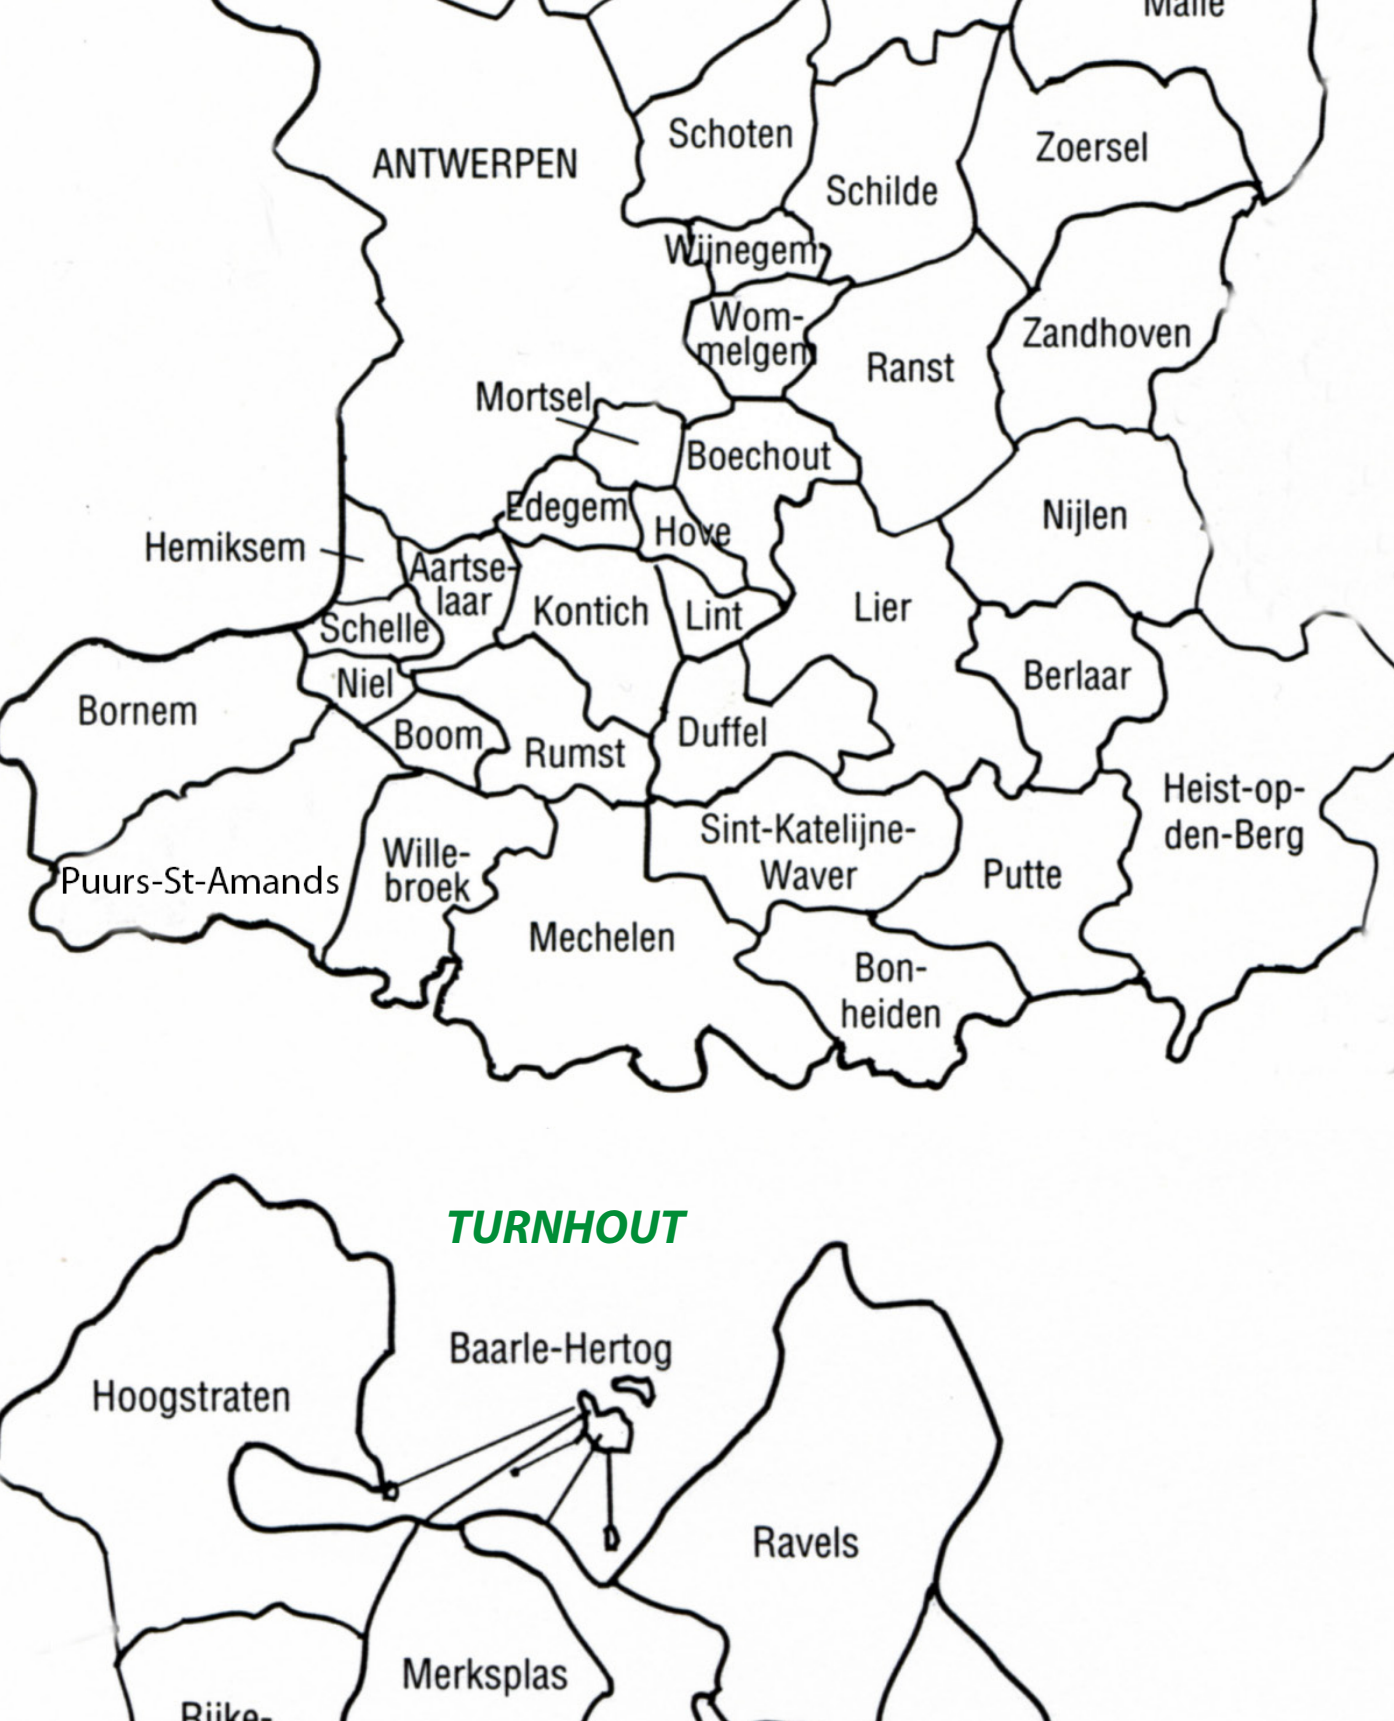 Malle
Schoten
Zoersel
ANTWERPEN
Schilde
Wijnegem
Wom-
melgem
Zandhoven
Ranst
Mortsel
Boechout
Edegem
Hove
Nijlen
Hemiksem
Aartse-
laar
Kontich
Lint
Lier
Schelle
Niel
Berlaar
Bornem
Boom
Rumst
Duffel
Heist-op-
den-Berg
Sint-Katelijne-
Waver
Wille-
broek
Putte
Puurs-St-Amands
Mechelen
Bon-
heiden
TURNHOUT
Baarle-Hertog
Hoogstraten
Ravels
Merksplas
Rijke-